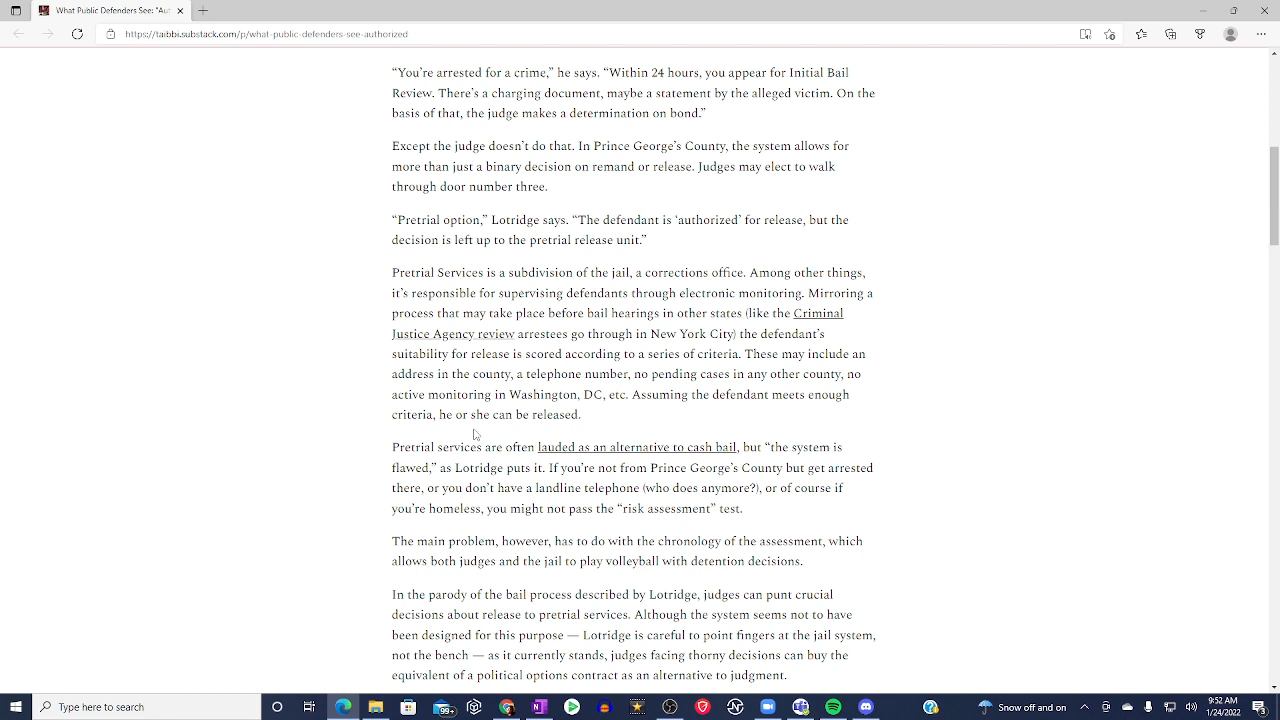 What Public Defenders See: "Aut
https://taibbi.substack.com/p/what-public-defenders-see-authorized
“You’re arrested for a crime,” he says. “Within 24 hours, you appear for Initial Bail
Review. There’s a charging document, maybe a statement by the alleged victim. On the
basis of that, the judge makes a determination on bond.”
Except the judge doesn’t do that. In Prince George’s County, the system allows for
more than just a binary decision on remand or release. Judges may elect to walk
through door number three.
“Pretrial option,” Lotridge says. “The defendant is ‘authorized’ for release, but the
decision is left up to the pretrial release unit.”
Pretrial Services is a subdivision of the jail, a corrections office. Among other things,
it’s responsible for supervising defendants through electronic monitoring. Mirroring a
process that may take place before bail hearings in other states (like the Criminal
Justice Agency review arrestees go through in New York City) the defendant’s
suitability for release is scored according to a series of criteria. These may include an
address in the county, a telephone number, no pending cases in any other county, no
active monitoring in Washington, DC, etc. Assuming the defendant meets enough
criteria, he or she can be released.
Pretrial services are often lauded as an alternative to cash bail, but “the system is
flawed,” as Lotridge puts it. If you’re not from Prince George’s County but get arrested
there, or you don’t have a landline telephone (who does anymore?), or of course if
you’re homeless, you might not pass the “risk assessment” test.
The main problem, however, has to do with the chronology of the assessment, which
allows both judges and the jail to play volleyball with detention decisions.
In the parody of the bail process described by Lotridge, judges can punt crucial
decisions about release to pretrial services. Although the system seems not to have
been designed for this purpose — Lotridge is careful to point fingers at the jail system,
not the bench — as it currently stands, judges facing thorny decisions can buy the
equivalent of a political options contract as an alternative to judgment.
Type here to search
99+
Snow off and on
9:52 AM
1/24/2022